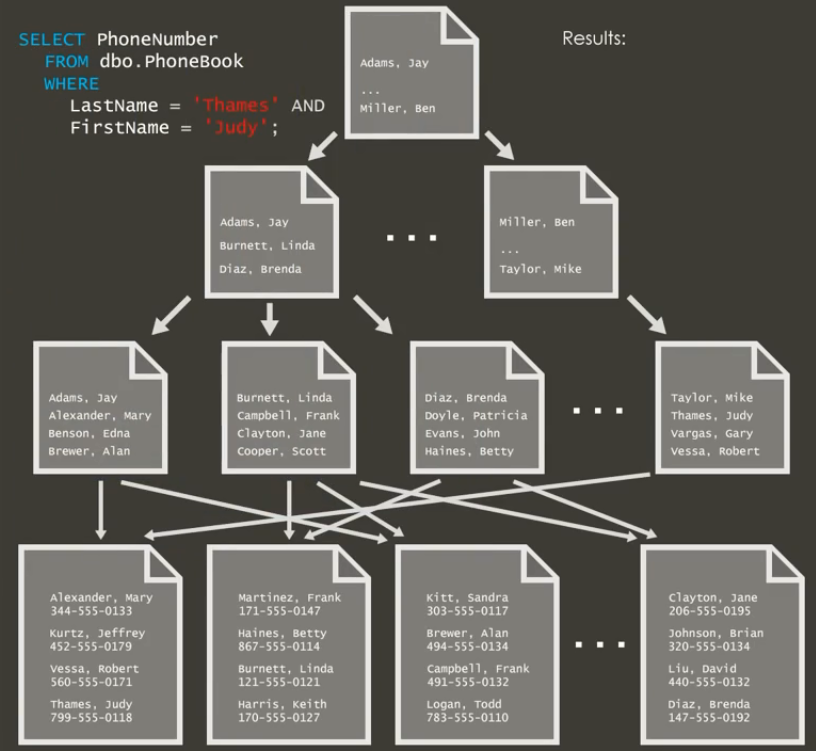 SELECT PhoneNumber
FROM dbo.PhoneBook
WHERE
LastName = 'Thames' AND
FirstName = 'Judy';
Results:
Adams, Jay
...
Miller, Ben
Adams, Jay
Burnett, Linda
Diaz, Brenda
...
Miller, Ben
...
Taylor, Mike
Adams, Jay
Alexander, Mary
Benson, Edna
Brewer, Alan
Burnett, Linda
Campbell, Frank
Clayton, Jane
Cooper, Scott
Diaz, Brenda
Doyle, Patricia
Evans, John
Haines, Betty
...
Taylor, Mike
Thames, Judy
Vargas, Gary
Vessa, Robert
Alexander, Mary
344-555-0133
Kurtz, Jeffrey
452-555-0179
Vessa, Robert
560-555-0171
Thames, Judy
799-555-0118
Martinez, Frank
171-555-0147
Haines, Betty
867-555-0114
Burnett, Linda
121-555-0121
Harris, Keith
170-555-0127
Kitt, Sandra
303-555-0117
Brewer, Alan
494-555-0134
Campbell, Frank
491-555-0132
Logan, Todd
783-555-0110
...
Clayton, Jane
206-555-0195
Johnson, Brian
320-555-0134
Liu, David
440-555-0132
Diaz, Brenda
147-555-0192